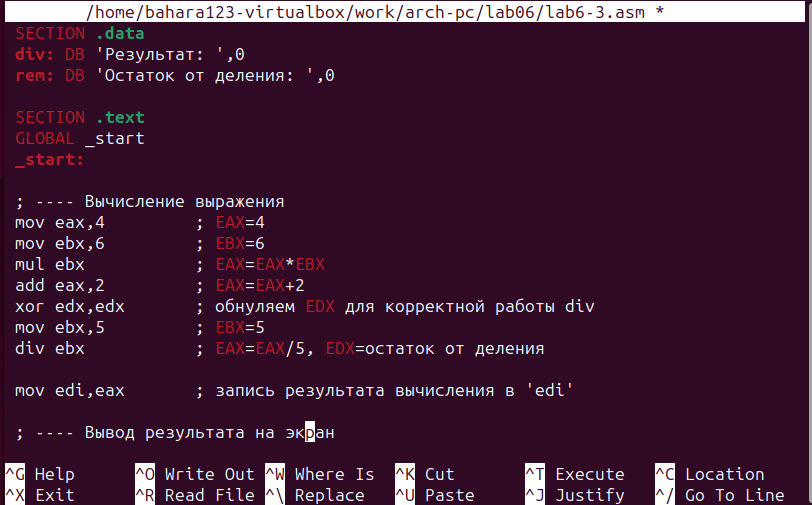 /home/bahara123-virtualbox/work/arch-pc/lab06/lab6-3.asm *
SECTION .data
div: DB 'Результат: ',0
rem: DB 'Остаток от деления: ',0
SECTION .text
GLOBAL _start
_start:
; ---- Вычисление выражения
mov eax,4 ; EAX=4
mov ebx,6 ; EBX=6
mul ebx ; EAX=EAX*EBX
add eax,2 ; EAX=EAX+2
xor edx,edx ; обнуляем EDX для корректной работы div
mov ebx,5 ; EBX=5
div ebx ; EAX=EAX/5, EDX=остаток от деления
mov edi,eax ; запись результата вычисления в 'edi'
; ---- Вывод результата на экран
^G Help ^O Write Out ^W Where Is ^K Cut ^T Execute ^C Location
^X Exit ^R Read File ^\ Replace ^U Paste ^J Justify ^/ Go To Line